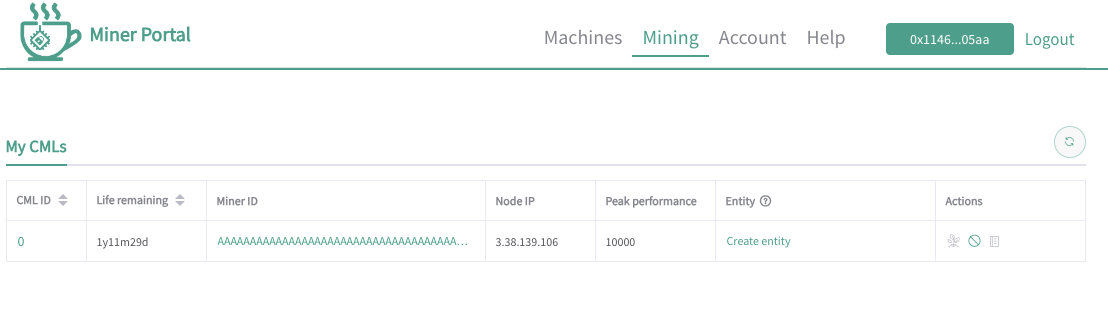 Miner Portal
Machines Mining Account Help 0x1146...05aa Logout
My CMLs
CML ID Life remaining Miner ID Node IP Peak performance Entity Actions
0 1y11m29d AAAAAAAAAAAAAAAAAAAAAAAAAAAAAAAAAAAAA... 3.38.139.106 10000 Create entity